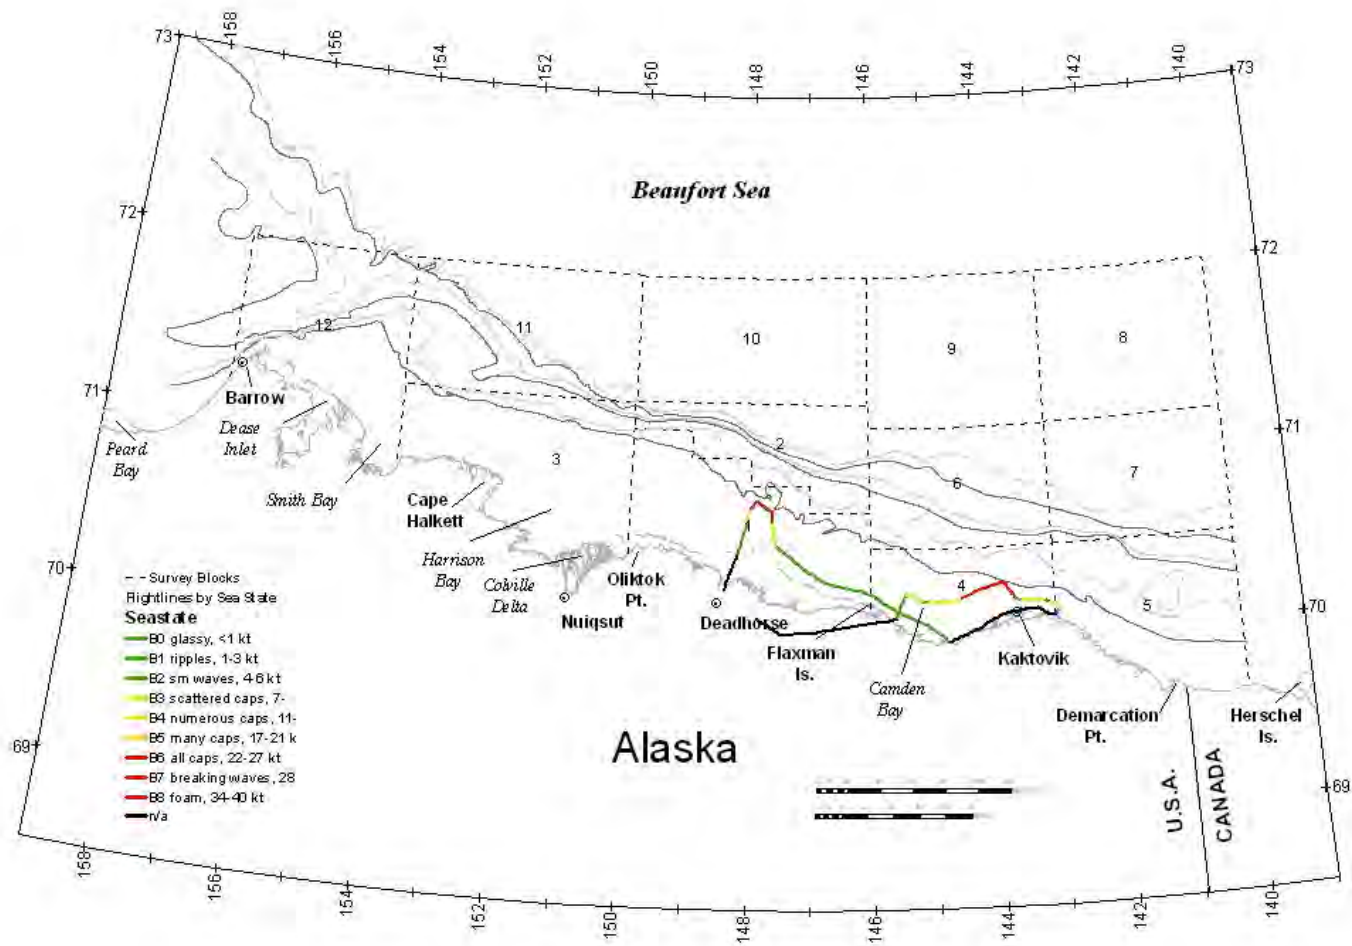 158
156
154
152
150
148
146
144
142
140
73
73
Beaufort Sea
72
72
12
11
10
9
8
71
71
Barrow
Dease
Inlet
Peard
Bay
Smith Bay
3
2
6
7
Cape
Halkett
Harrison
Bay
Colville
Delta
Oliktok
Pt.
Nuiqsut
Deadhorse
Flaxman
Is.
4
5
Camden
Bay
Kaktovik
Demarcation
Pt.
Herschel
Is.
70
70
Survey Blocks
Flightlines by Sea State
Seastate
B0 glassy, <1 kt
B1 ripples, 1-3 kt
B2 sm waves, 4-6 kt
B3 scattered caps, 7-
B4 numerous caps, 11-
B5 many caps, 17-21 k
B6 all caps, 22-27 kt
B7 breaking waves, 28
B8 foam, 34-40 kt
n/a
Alaska
U.S.A.
CANADA
69
69
158
156
154
152
150
148
146
144
142
140